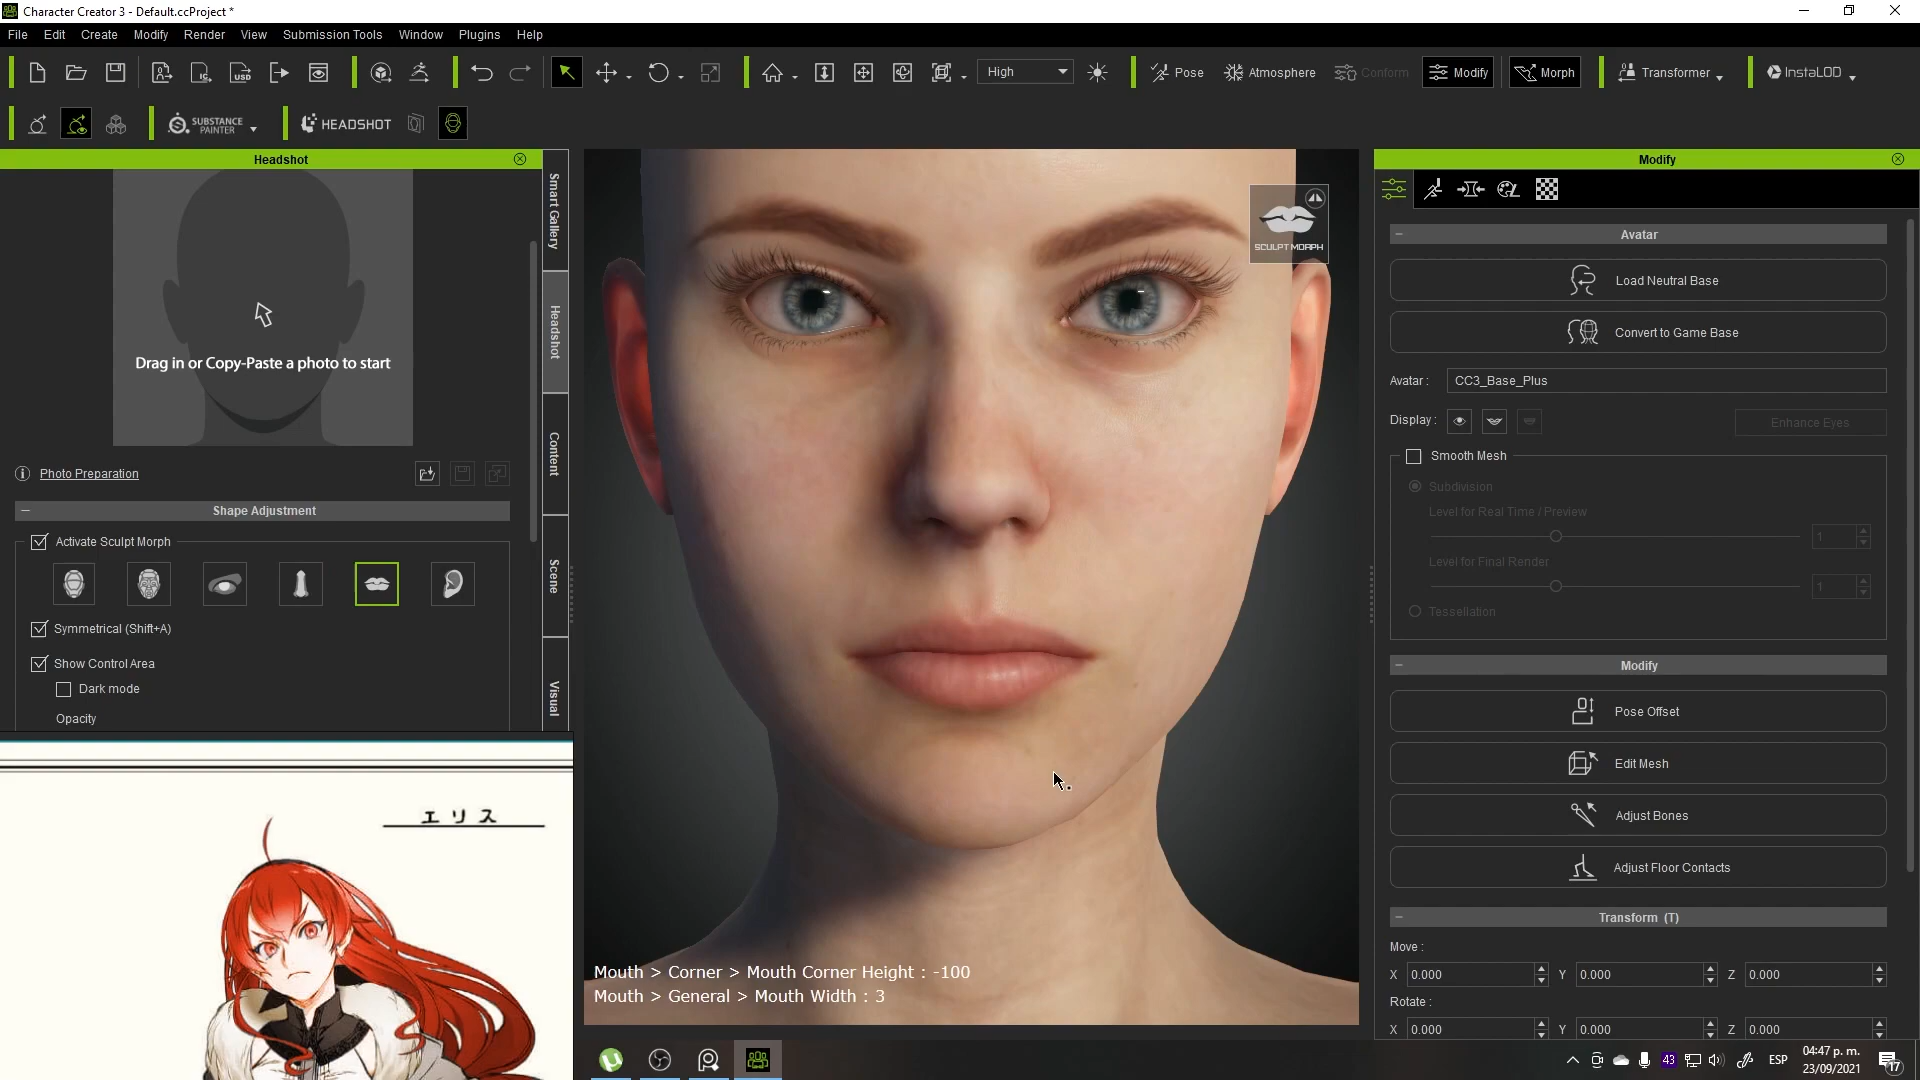 Character Creator 3 - Default.ccProject *
File Edit Create Modify Render View Submission Tools Window Plugins Help
High Pose Atmosphere Conform Modify Morph Transformer InstaLOD
SUBSTANCE PAINTER HEADSHOT
Headshot
Drag in or Copy-Paste a photo to start
Photo Preparation
Shape Adjustment
Activate Sculpt Morph
Symmetrical (Shift+A)
Show Control Area
Dark mode
Opacity
Smart Gallery
Headshot
Content
Scene
Visual
エリス
SCULPT MORPH
Mouth > Corner > Mouth Corner Height : -100
Mouth > General > Mouth Width : 3
Modify
Avatar
Load Neutral Base
Convert to Game Base
Avatar : CC3_Base_Plus
Display : Enhance Eyes
Smooth Mesh
Subdivision
Level for Real Time / Preview
1
Level for Final Render
1
Tessellation
Modify
Pose Offset
Edit Mesh
Adjust Bones
Adjust Floor Contacts
Transform (T)
Move :
X 0.000 Y 0.000 Z 0.000
Rotate :
X 0.000 Y 0.000 Z 0.000
43 ESP 04:47 p. m.
23/09/2021 17